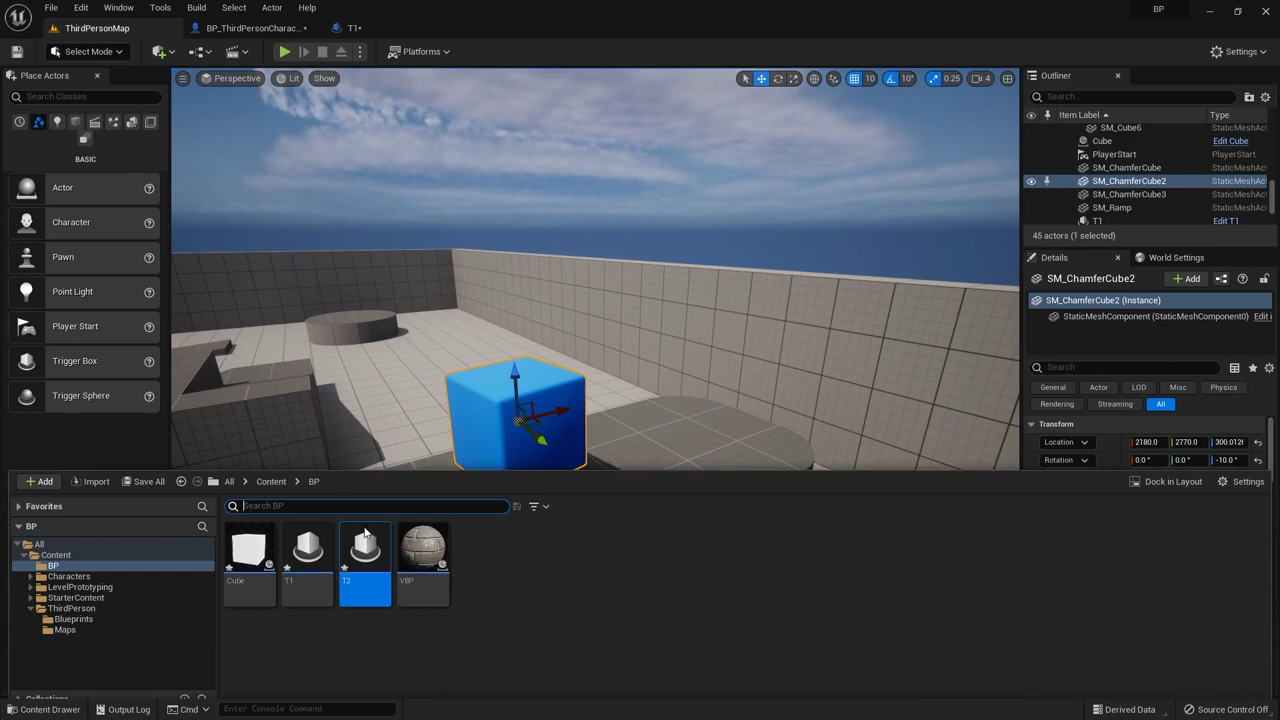 File Edit Window Tools Build Select Actor Help
BP
ThirdPersonMap
BP_ThirdPersonCharac...•
T1•
Select Mode
Platforms
Settings
Place Actors
Search Classes
BASIC
Actor
Character
Pawn
Point Light
Player Start
Trigger Box
Trigger Sphere
Perspective Lit Show
10 10° 0.25 4
Outliner
Search...
Item Label Type
SM_Cube6 StaticMeshAc
Cube Edit Cube
PlayerStart PlayerStart
SM_ChamferCube StaticMeshAct
SM_ChamferCube2 StaticMeshAct
SM_ChamferCube3 StaticMeshAct
SM_Ramp StaticMeshAct
T1 Edit T1
45 actors (1 selected)
Details World Settings
SM_ChamferCube2 Add
SM_ChamferCube2 (Instance)
StaticMeshComponent (StaticMeshComponent0) Edit i
Search
General Actor LOD Misc Physics
Rendering Streaming All
Transform
Location 2180.0 2770.0 300.012
Rotation 0.0° 0.0° -10.0°
Add Import Save All All Content BP Dock in Layout Settings
Favorites
Search BP
BP
All
Content
BP
Characters
LevelPrototyping
StarterContent
ThirdPerson
Blueprints
Maps
Collections
Cube T1 T2 VBP
Content Drawer Output Log Cmd Enter Console Command Derived Data Source Control Off